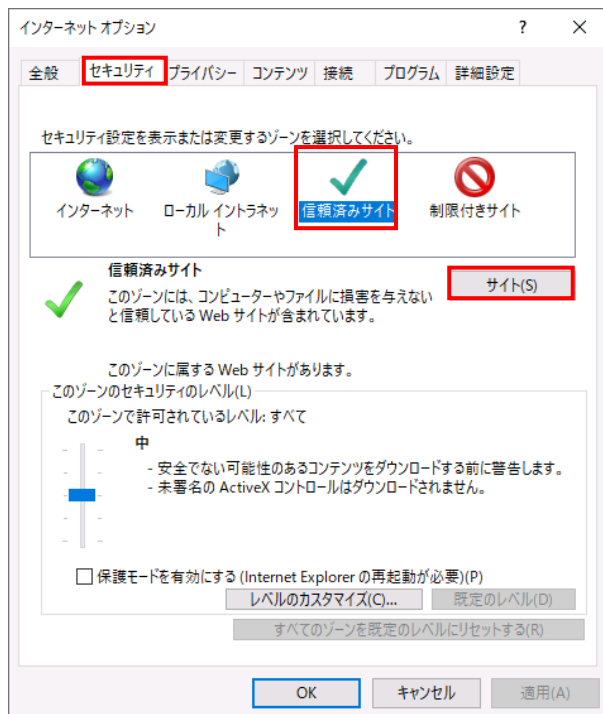 インターネット オプション
? ×
全般 セキュリティ プライバシー コンテンツ 接続 プログラム 詳細設定
セキュリティ設定を表示または変更するゾーンを選択してください。
インターネット
ローカル イントラネッ
ト
信頼済みサイト
制限付きサイト
信頼済みサイト
サイト(S)
このゾーンには、コンピューターやファイルに損害を与えない
と信頼している Web サイトが含まれています。
このゾーンに属する Web サイトがあります。
このゾーンのセキュリティのレベル(L)
このゾーンで許可されているレベル: すべて
中
- 安全でない可能性のあるコンテンツをダウンロードする前に警告します。
- 未署名の ActiveX コントロールはダウンロードされません。
保護モードを有効にする (Internet Explorer の再起動が必要)(P)
レベルのカスタマイズ(C)... 既定のレベル(D)
すべてのゾーンを既定のレベルにリセットする(R)
OK キャンセル 適用(A)